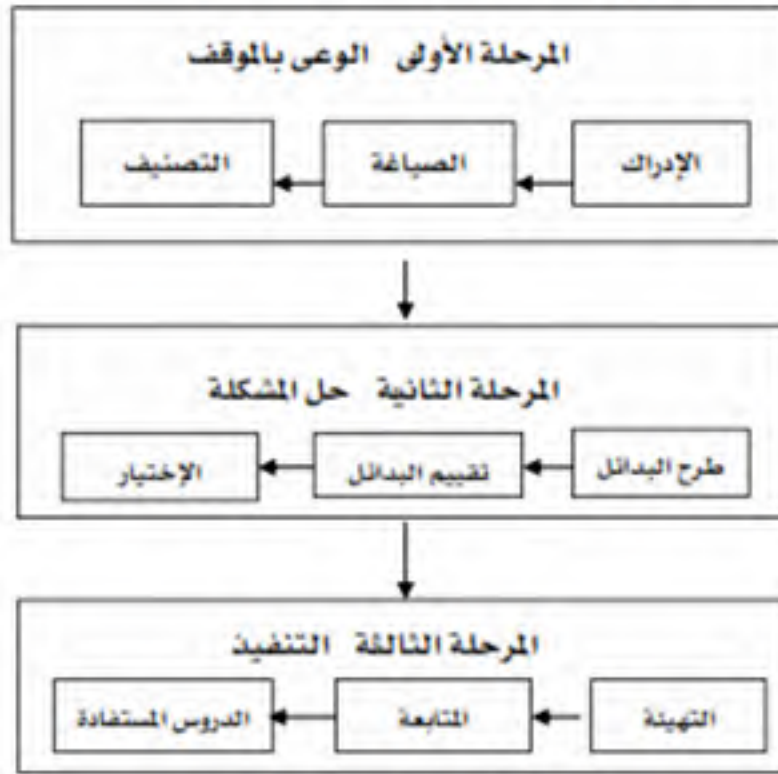 المرحلة الأولى الوعى بالموقف
الإدراك الصياغة التصنيف
المرحلة الثانية حل المشكلة
طرح البدائل تقييم البدائل الإختيار
المرحلة الثالثة التنفيذ
التهيئة المتابعة الدروس المستفادة